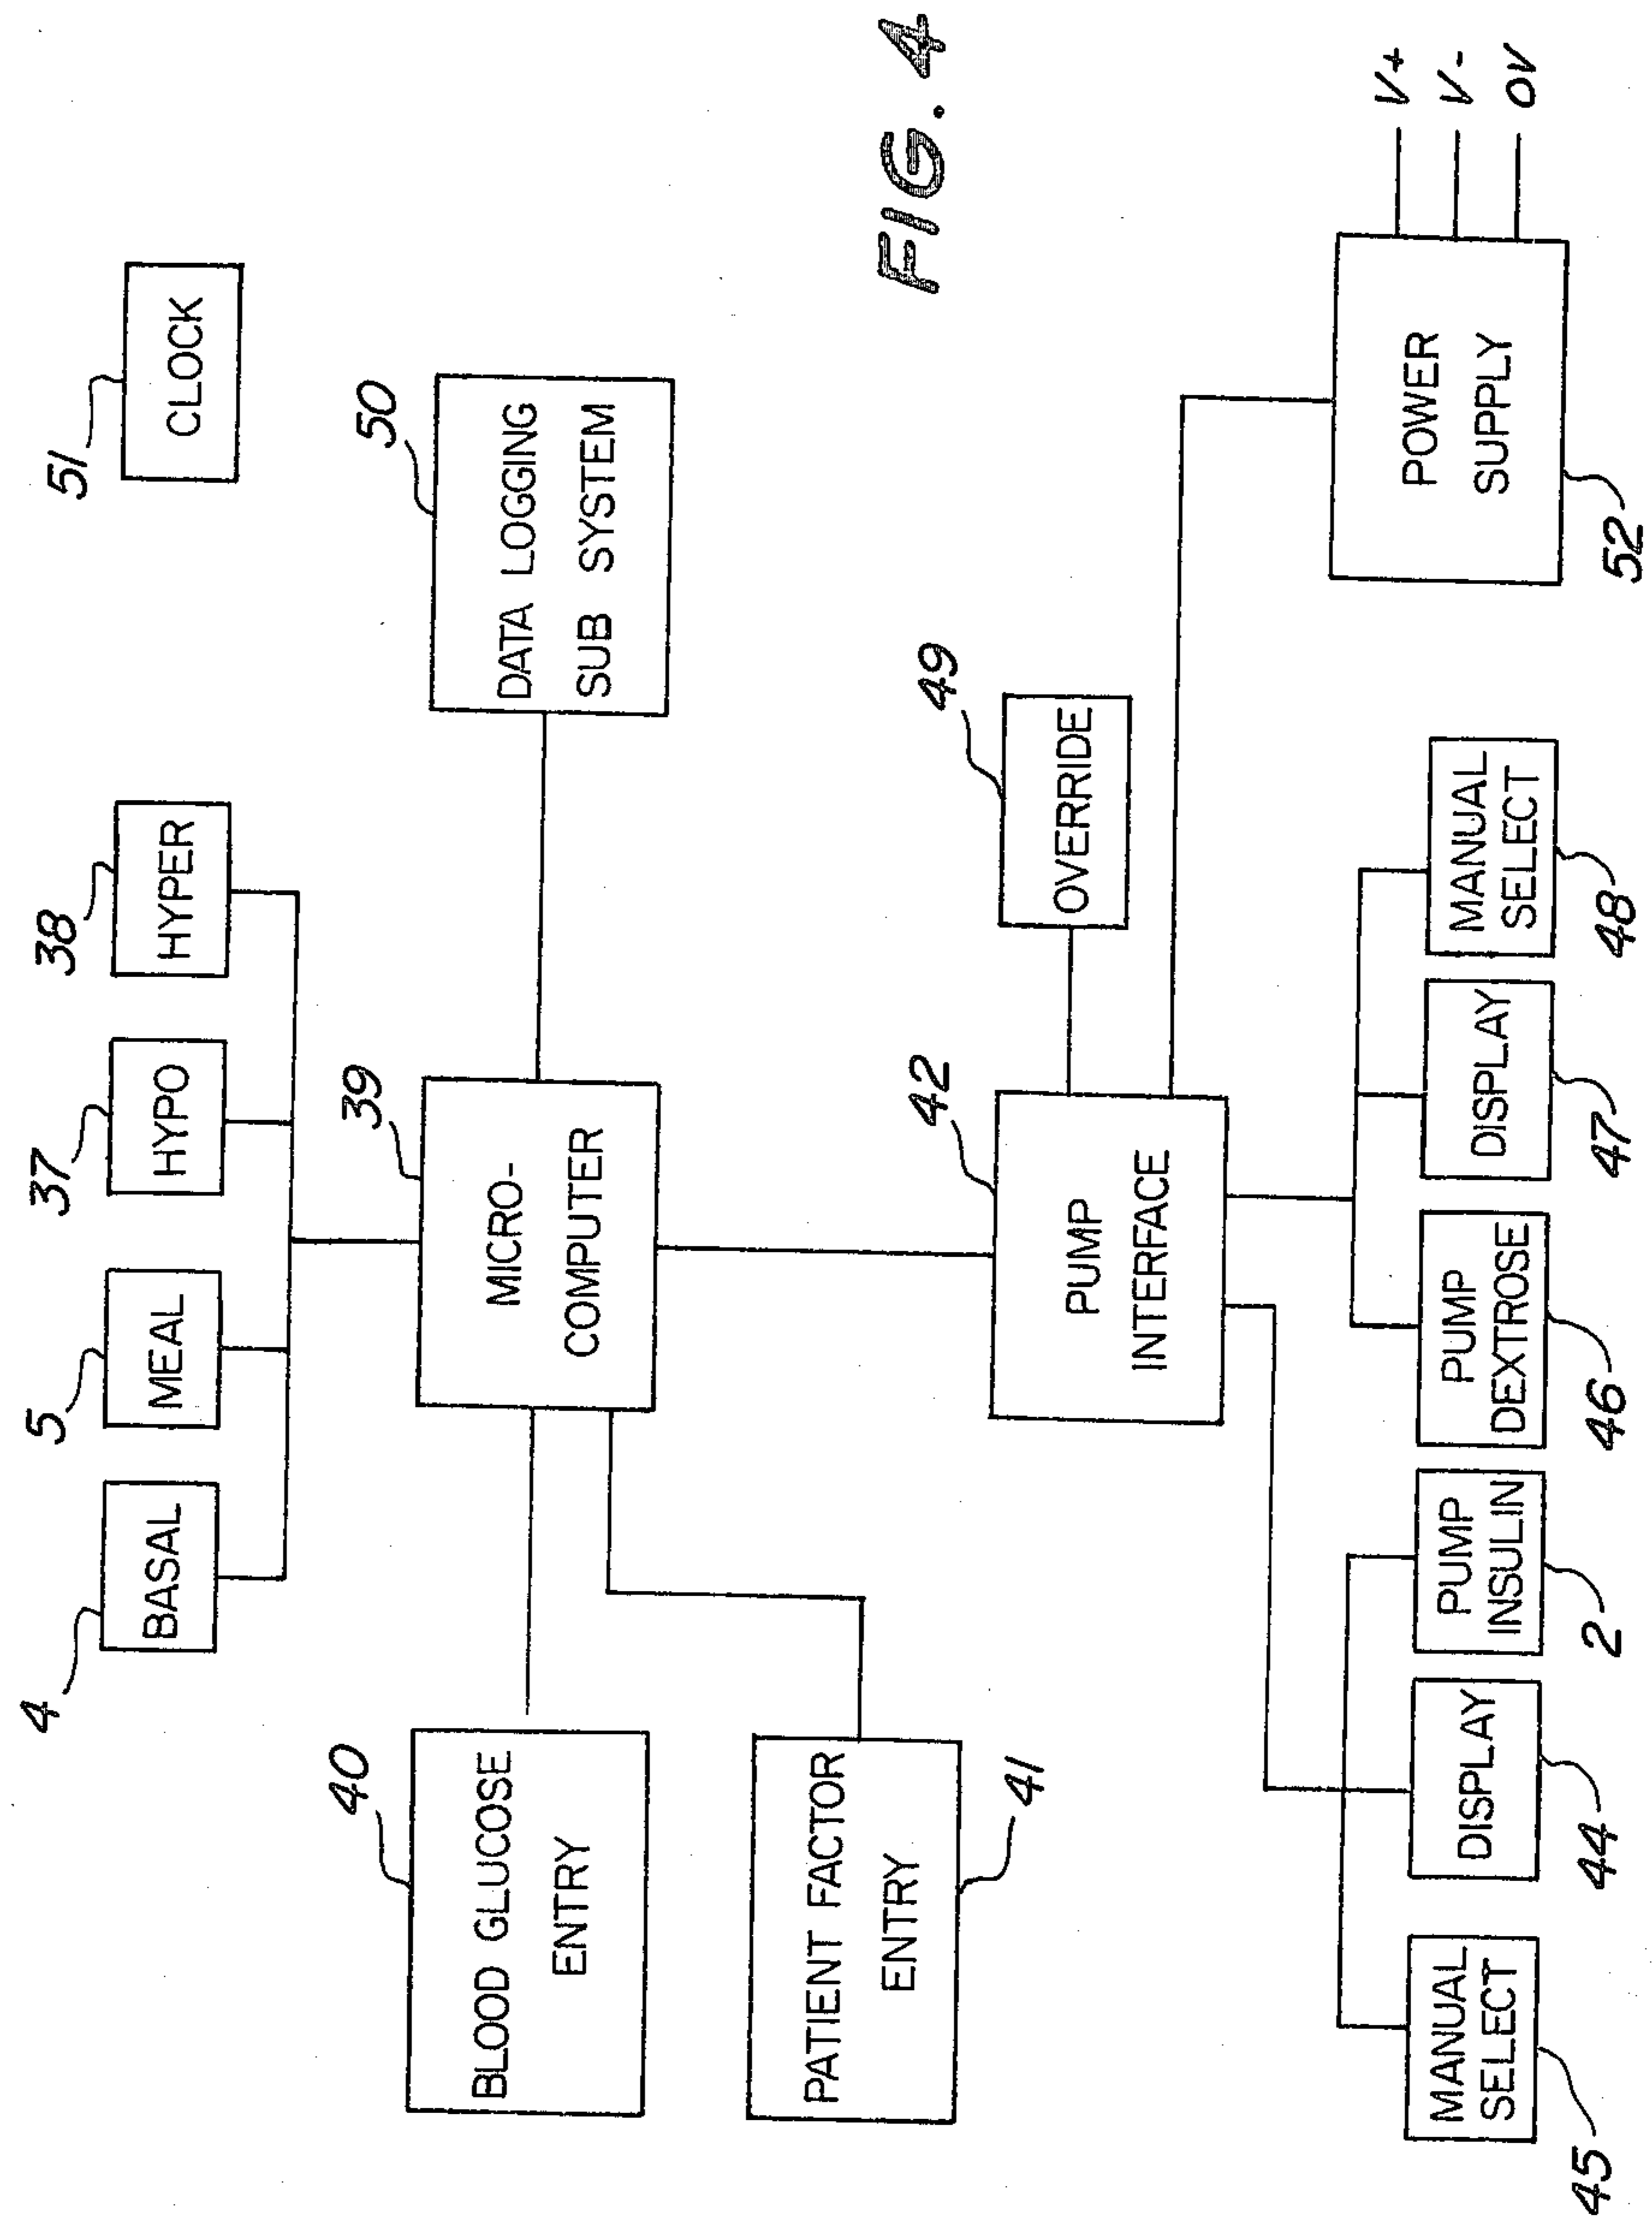 4
5
37
38
51
BASAL
MEAL
HYPO
HYPER
CLOCK
40
39
50
BLOOD GLUCOSE
ENTRY
MICRO-
COMPUTER
DATA LOGGING
SUB SYSTEM
PATIENT FACTOR
ENTRY
41
42
49
FIG. 4
PUMP
INTERFACE
OVERRIDE
MANUAL
SELECT
DISPLAY
PUMP
INSULIN
PUMP
DEXTROSE
DISPLAY
MANUAL
SELECT
POWER
SUPPLY
V+
V-
OV
45
44
2
46
47
48
52